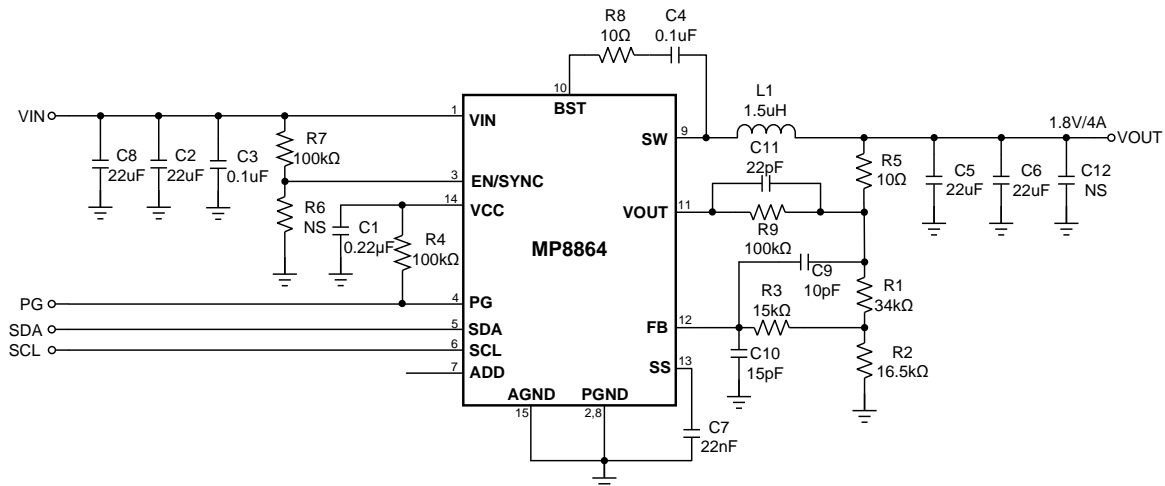 R8
10Ω
C4
0.1uF
10
BST
VIN
1
VIN
SW
9
L1
1.5uH
1.8V/4A
VOUT
C8
22uF
C2
22uF
C3
0.1uF
R7
100kΩ
3
EN/SYNC
R6
NS
14
VCC
C1
0.22µF
R4
100kΩ
MP8864
C11
22pF
VOUT
11
R9
100kΩ
R5
10Ω
C5
22uF
C6
22uF
C12
NS
C9
10pF
R1
34kΩ
R3
15kΩ
FB
12
R2
16.5kΩ
C10
15pF
SS
13
C7
22nF
PG
4
PG
SDA
5
SDA
SCL
6
SCL
7
ADD
AGND
15
PGND
2,8